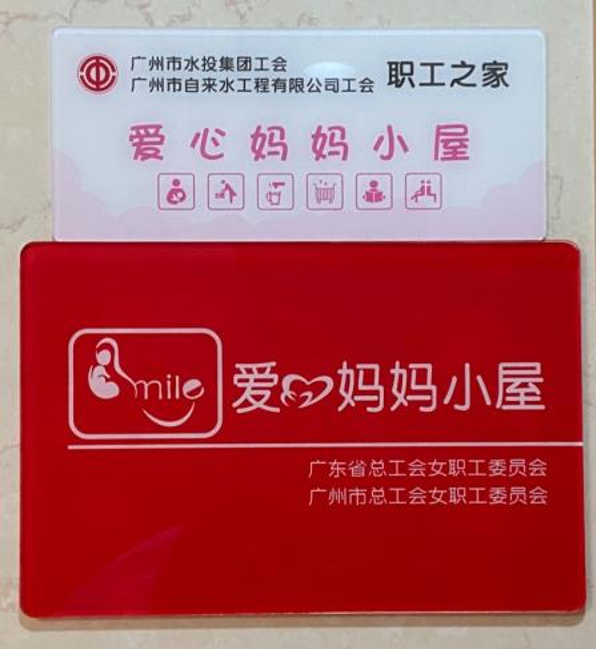 广州市水投集团工会
广州市自来水工程有限公司工会 职工之家
爱心妈妈小屋
Smile 爱心妈妈小屋
广东省总工会女职工委员会
广州市总工会女职工委员会